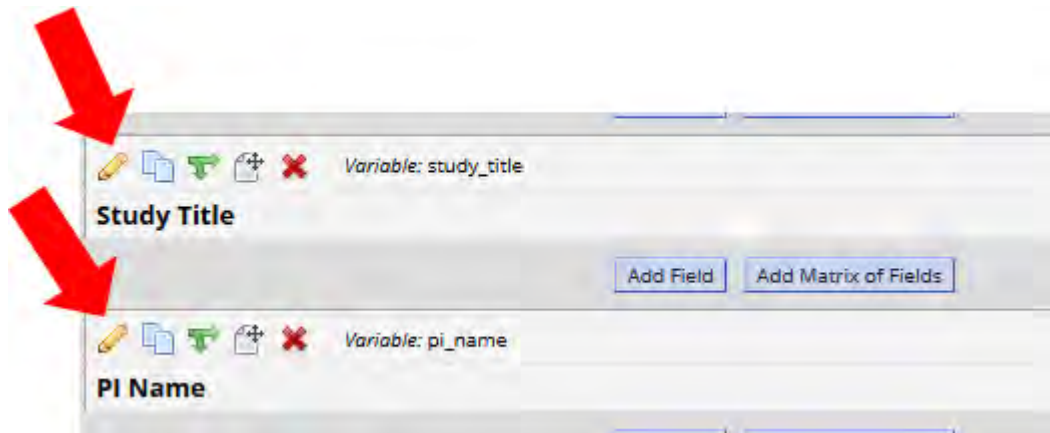 Variable: study_title
Study Title
Add Field Add Matrix of Fields
Variable: pi_name
PI Name